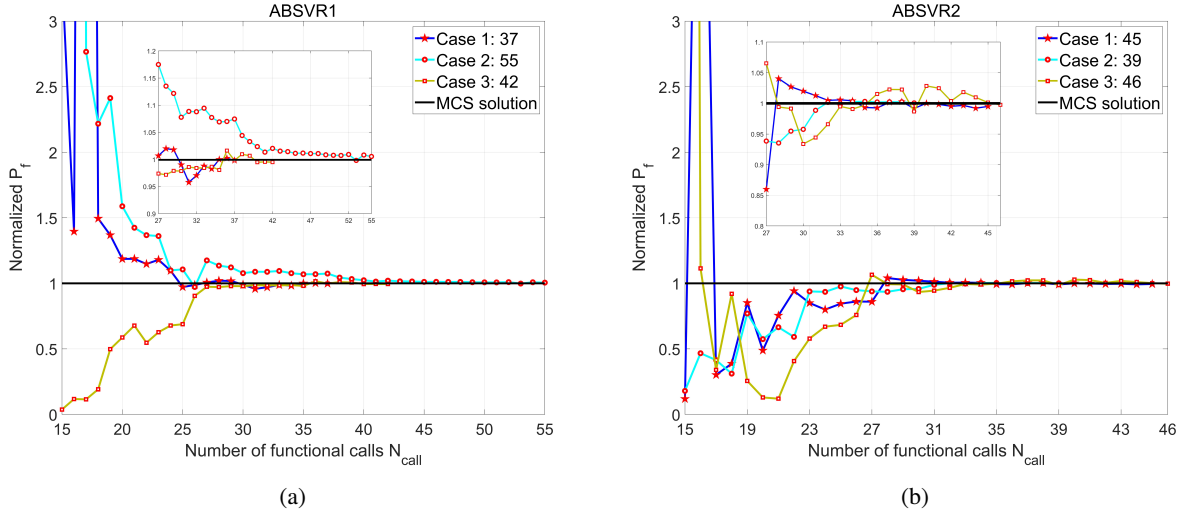 ABSVR1
3
2.5
2
1.5
1
0.5
0
Normalized P_f
15 20 25 30 35 40 45 50 55
Number of functional calls N_call
Case 1: 37
Case 2: 55
Case 3: 42
MCS solution
1.2
1.15
1.1
1.05
1
0.95
0.9
27 32 37 42 47 52 55
(a)
ABSVR2
3
2.5
2
1.5
1
0.5
0
Normalized P_f
15 19 23 27 31 35 39 43 46
Number of functional calls N_call
Case 1: 45
Case 2: 39
Case 3: 46
MCS solution
1.1
1.05
1
0.95
0.9
0.85
0.8
27 30 33 36 39 42 45
(b)